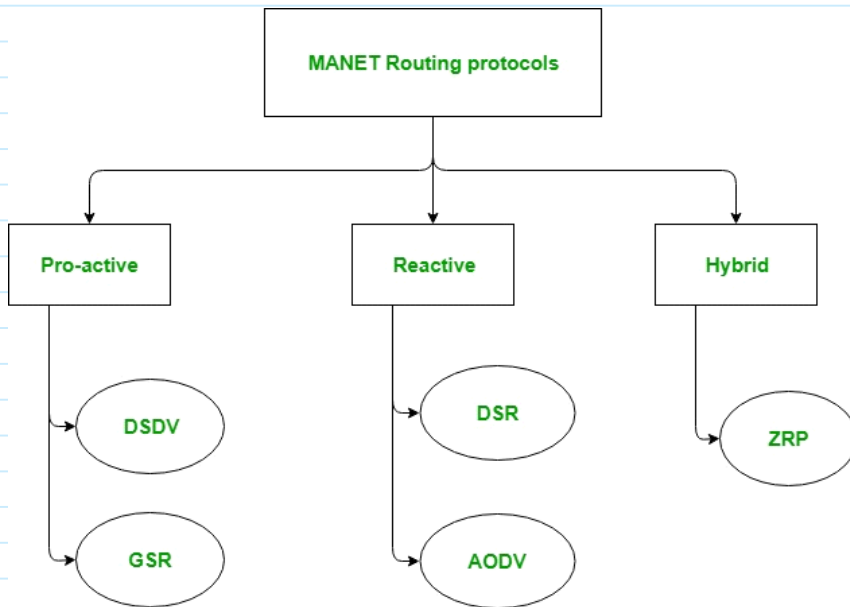 MANET Routing protocols
Pro-active
Reactive
Hybrid
DSDV
DSR
ZRP
GSR
AODV